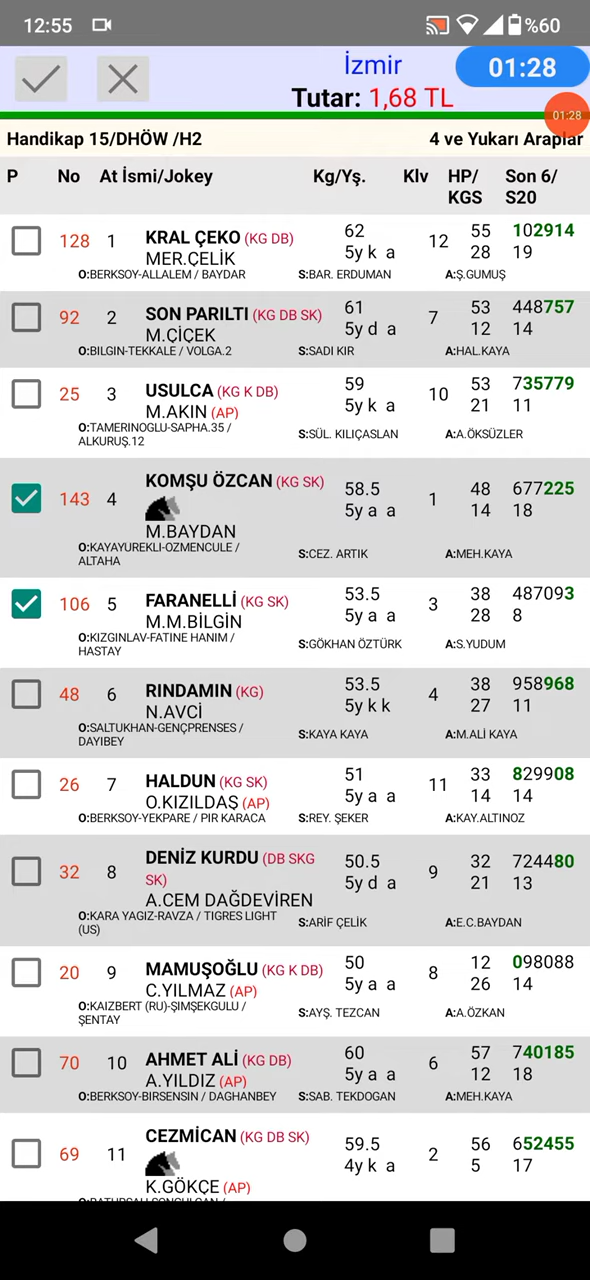 12:55 %60
İzmir 01:28
Tutar: 1,68 TL
01:28
Handikap 15/DHÖW /H2 4 ve Yukarı Araplar
P No At İsmi/Jokey Kg/Yş. Klv HP/ Son 6/
KGS S20
128 1 KRAL ÇEKO (KG DB) 62 12 55 102914
MER.ÇELİK 5y k a 28 19
O:BERKSOY-ALLALEM / BAYDAR S:BAR. ERDUMAN A:Ş.GUMUŞ
92 2 SON PARILTI (KG DB SK) 61 7 53 448757
M.ÇİÇEK 5y d a 12 14
O:BILGIN-TEKKALE / VOLGA.2 S:SADI KIR A:HAL.KAYA
25 3 USULCA (KG K DB) 59 10 53 735779
M.AKIN (AP) 5y k a 21 11
O:TAMERINOGLU-SAPHA.35 / S:SÜL. KILIÇASLAN A:A.ÖKSÜZLER
ALKURUŞ.12
143 4 KOMŞU ÖZCAN (KG SK) 58.5 1 48 677225
M.BAYDAN 5y a a 14 18
O:KAYAYUREKLI-OZMENCULE / S:CEZ. ARTIK A:MEH.KAYA
ALTAHA
106 5 FARANELLİ (KG SK) 53.5 3 38 487093
M.M.BİLGİN 5y a a 28 8
O:KIZGINLAV-FATINE HANIM / S:GÖKHAN ÖZTÜRK A:S.YUDUM
HASTAY
48 6 RINDAMIN (KG) 53.5 4 38 958968
N.AVCİ 5y k k 27 11
O:SALTUKHAN-GENÇPRENSES / S:KAYA KAYA A:M.ALİ KAYA
DAYIBEY
26 7 HALDUN (KG SK) 51 11 33 829908
O.KIZILDAŞ (AP) 5y a a 14 14
O:BERKSOY-YEKPARE / PIR KARACA S:REY. ŞEKER A:KAY.ALTINOZ
32 8 DENİZ KURDU (DB SKG 50.5 9 32 724480
SK) 5y d a 21 13
A.CEM DAĞDEVİREN
O:KARA YAGIZ-RAVZA / TIGRES LIGHT S:ARİF ÇELİK A:E.C.BAYDAN
(US)
20 9 MAMUŞOĞLU (KG K DB) 50 8 12 098088
C.YILMAZ (AP) 5y a a 26 14
O:KAIZBERT (RU)-ŞIMŞEKGULU / S:AYŞ. TEZCAN A:A.ÖZKAN
ŞENTAY
70 10 AHMET ALİ (KG DB) 60 6 57 740185
A.YILDIZ (AP) 5y a a 12 18
O:BERKSOY-BIRSENSIN / DAGHANBEY S:SAB. TEKDOGAN A:MEH.KAYA
69 11 CEZMİCAN (KG DB SK) 59.5 2 56 652455
K.GÖKÇE (AP) 4y k a 5 17